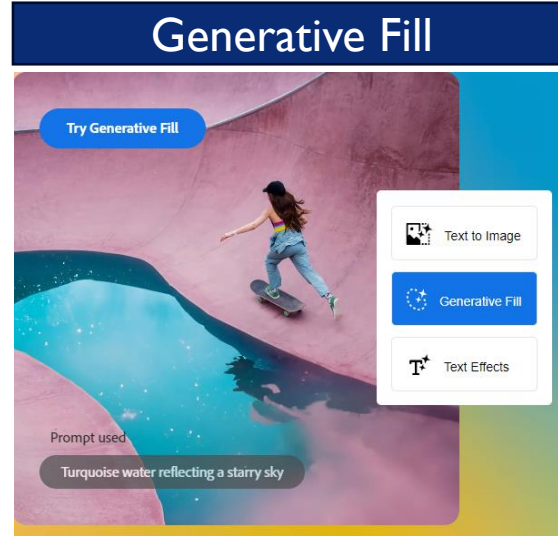 Generative Fill
Try Generative Fill
Text to Image
Generative Fill
Text Effects
Prompt used
Turquoise water reflecting a starry sky